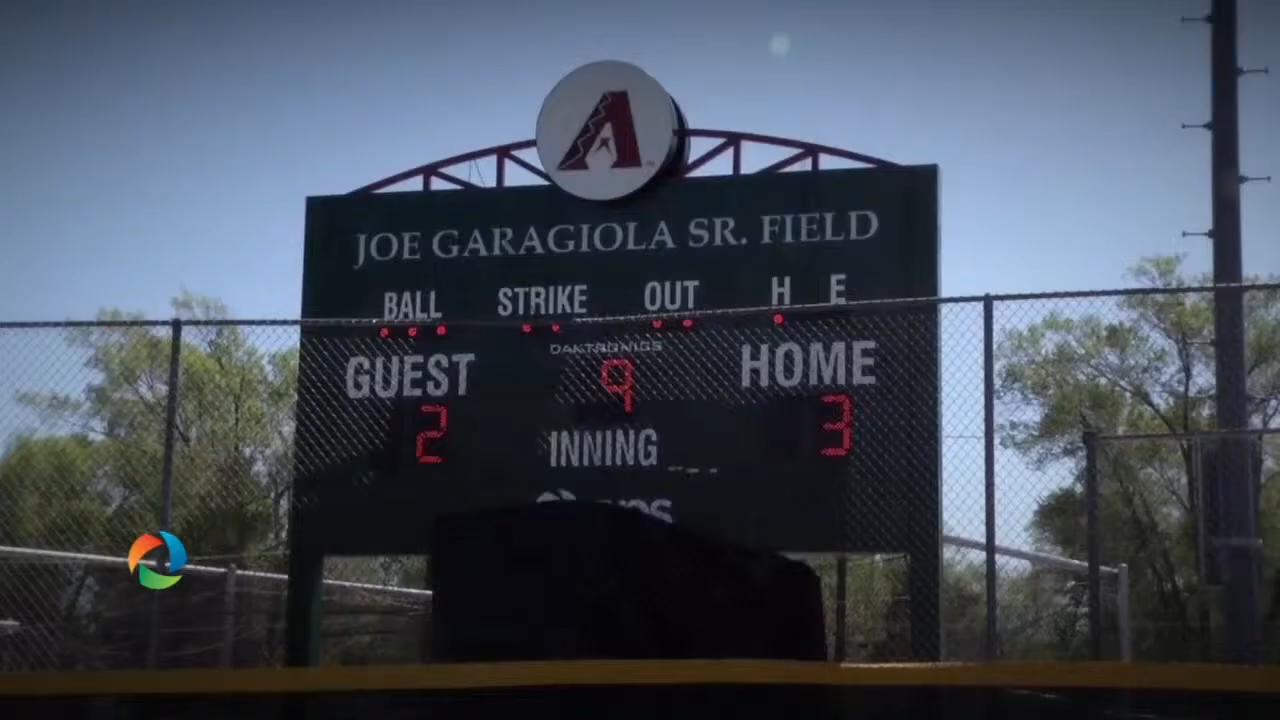 A
JOE GARAGIOLA SR. FIELD
BALL STRIKE OUT H E
DAKTRONICS
GUEST 9 HOME
2 3
INNING